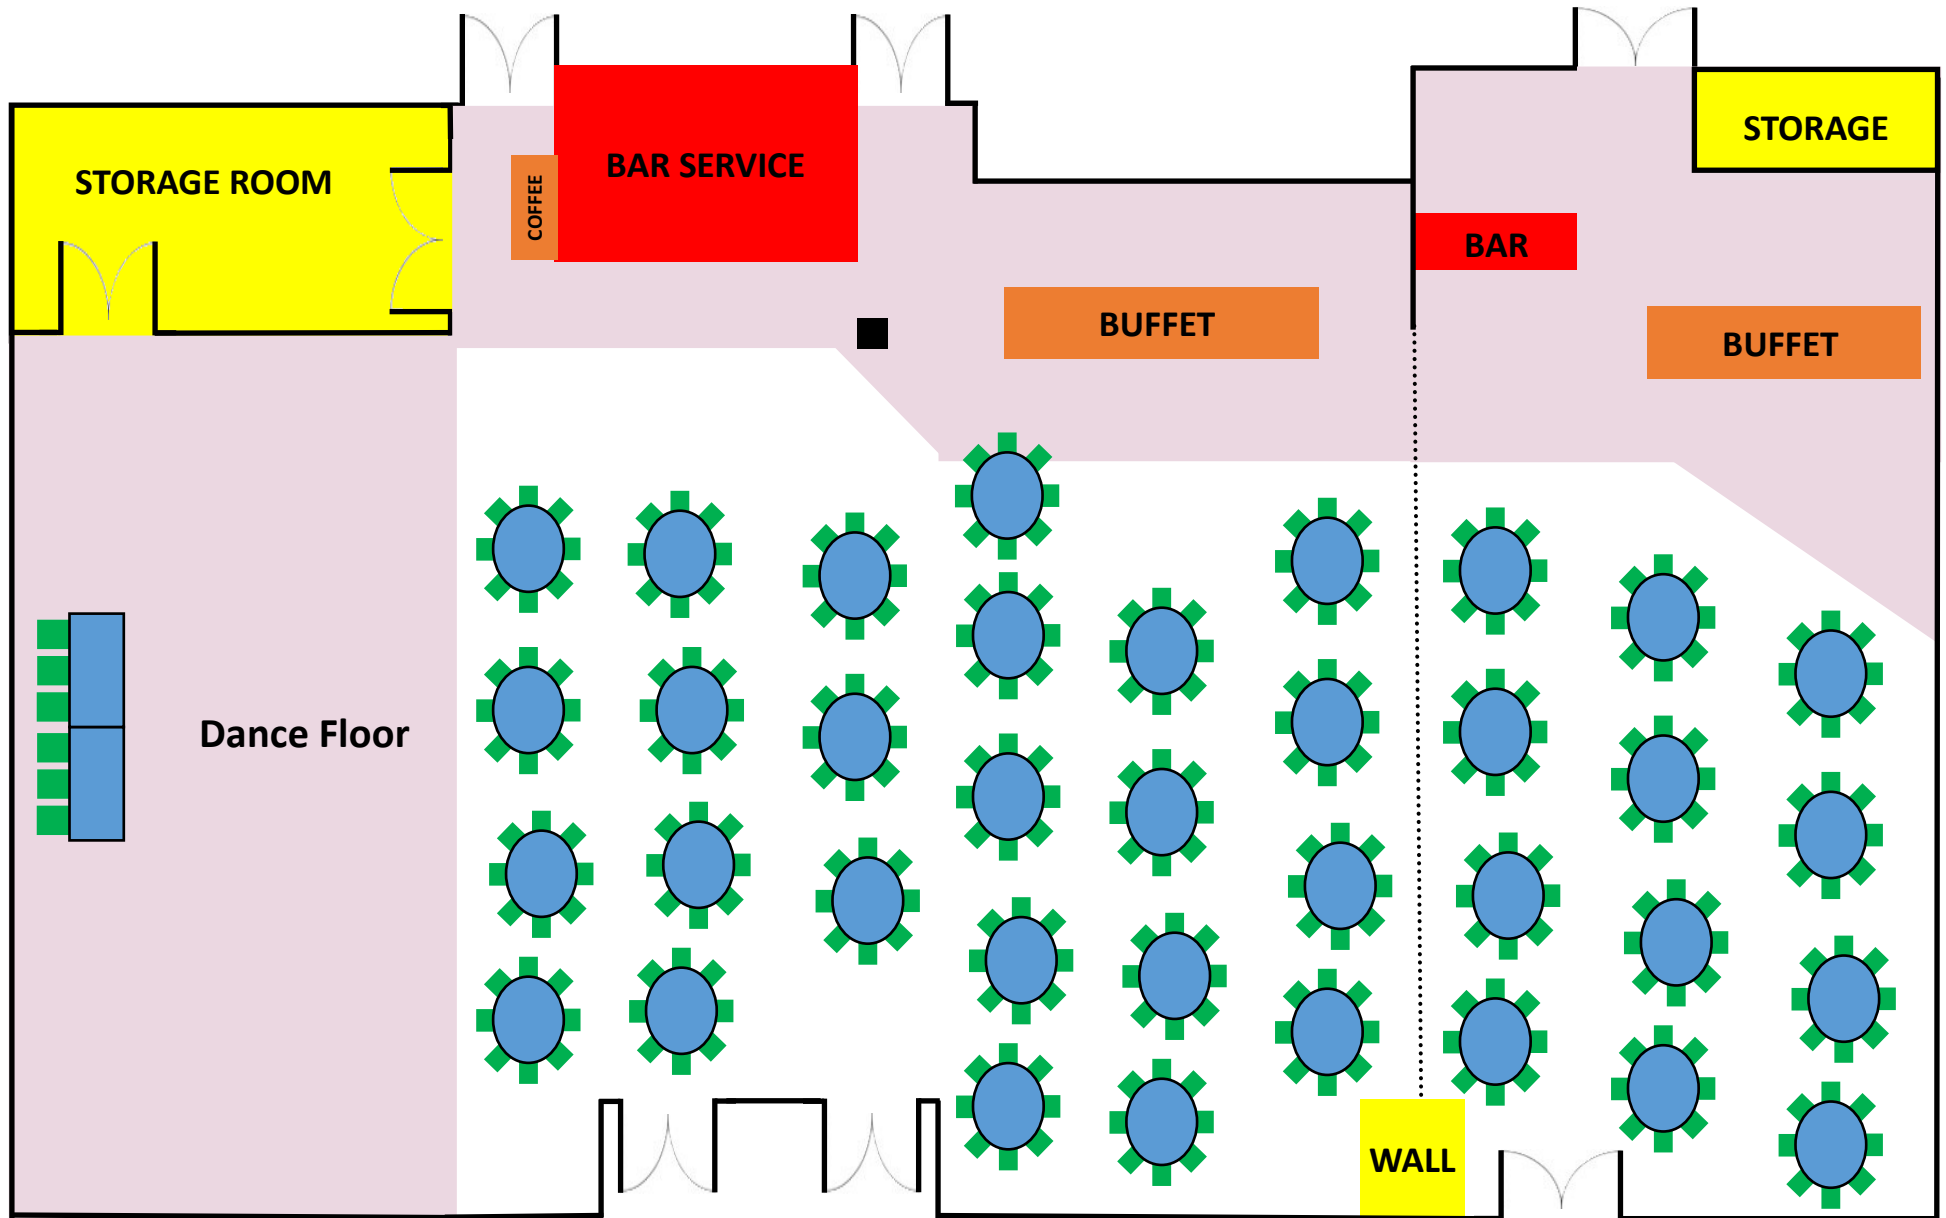 STORAGE
STORAGE ROOM
BAR SERVICE
COFFEE
BAR
BUFFET
BUFFET
Dance Floor
WALL